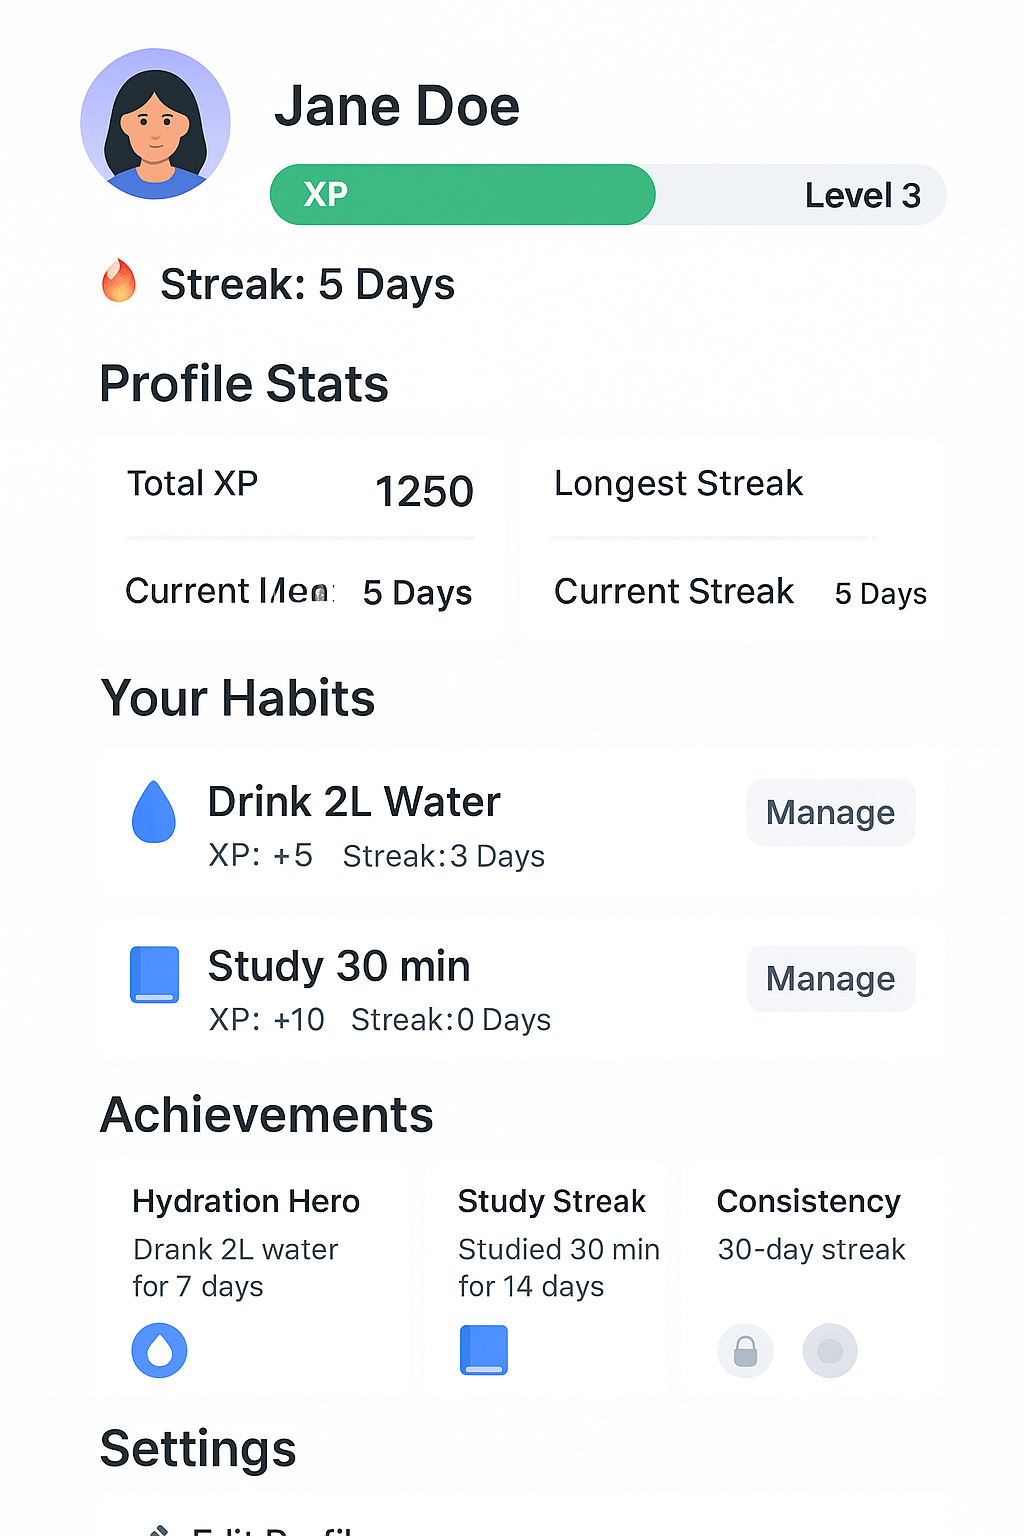 Jane Doe
XP Level 3
Streak: 5 Days
Profile Stats
Total XP 1250
Longest Streak
Current 5 Days
Current Streak 5 Days
Your Habits
Drink 2L Water
Manage
XP: +5 Streak: 3 Days
Study 30 min
Manage
XP: +10 Streak: 0 Days
Achievements
Hydration Hero
Drank 2L water
for 7 days
Study Streak
Studied 30 min
for 14 days
Consistency
30-day streak
Settings
Edit Profil